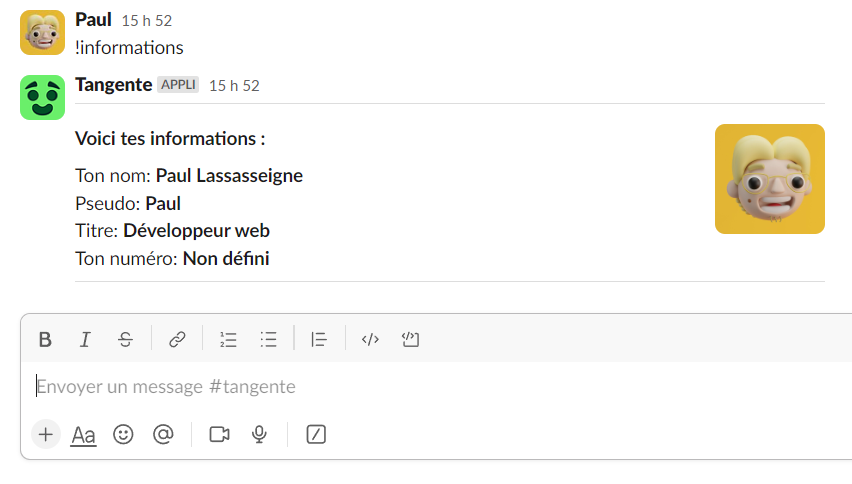 Paul 15 h 52
!informations
Tangente APPLI 15 h 52
Voici tes informations :
Ton nom: Paul Lassasseigne
Pseudo: Paul
Titre: Développeur web
Ton numéro: Non défini
Envoyer un message #tangente